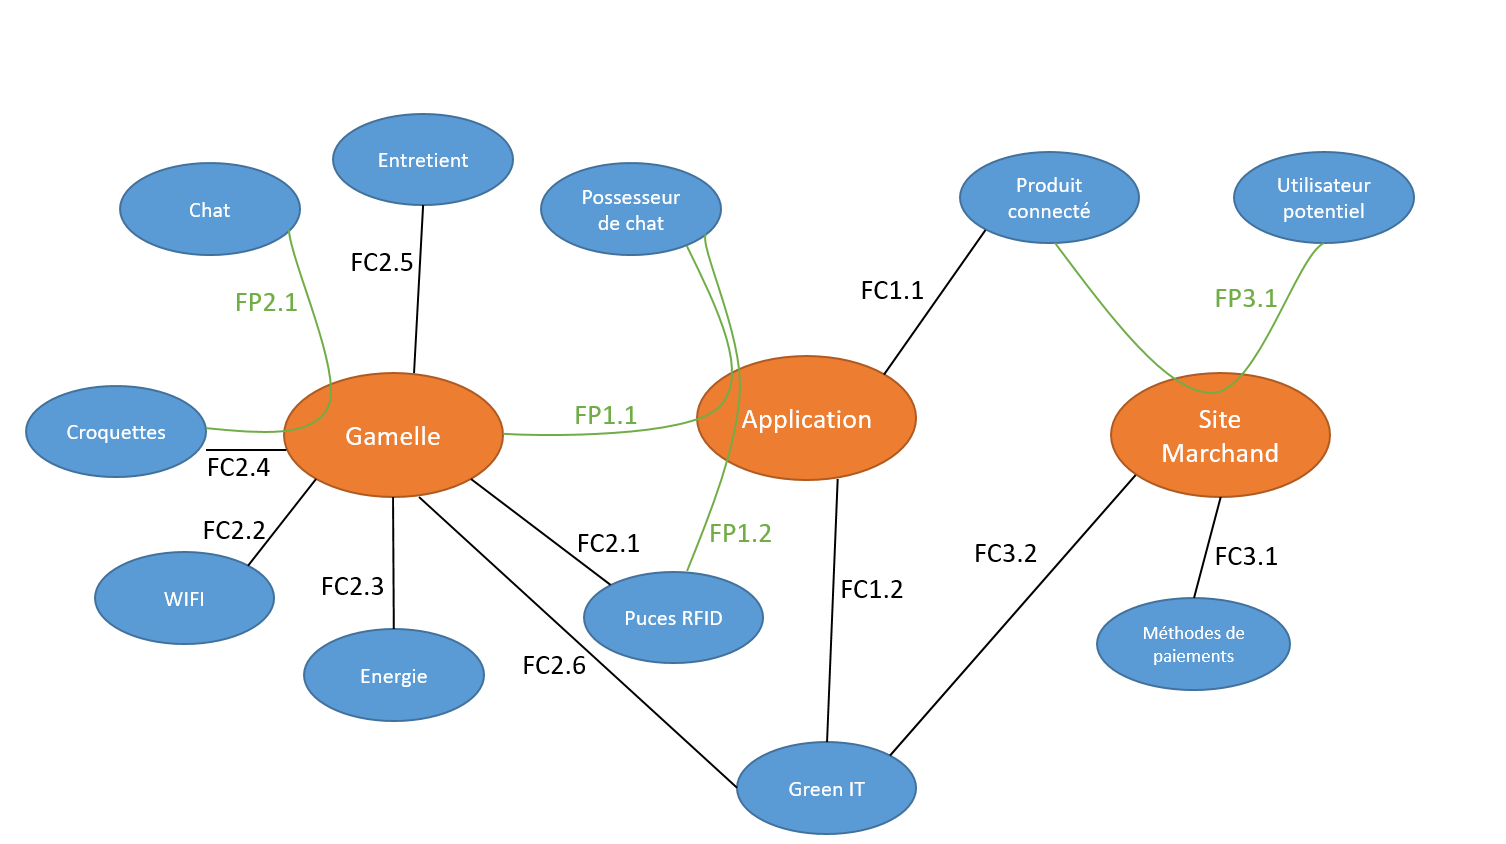 Entretient
Chat
Possesseur
de chat
Produit
connecté
Utilisateur
potentiel
FC2.5
FP2.1
FC1.1
FP3.1
Croquettes
Gamelle
FP1.1
Application
Site
Marchand
FC2.4
FC2.2
FC2.3
FC2.1
FP1.2
FC1.2
FC3.2
FC3.1
WIFI
Energie
Puces RFID
FC2.6
Méthodes de
paiements
Green IT